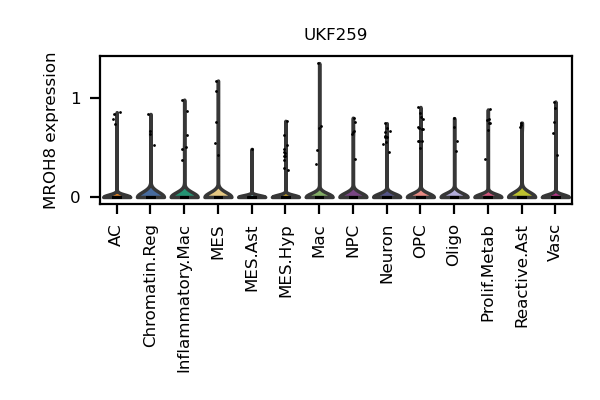 UKF259
MROH8 expression
1
0
AC
Chromatin.Reg
Inflammatory.Mac
MES
MES.Ast
MES.Hyp
Mac
NPC
Neuron
OPC
Oligo
Prolif.Metab
Reactive.Ast
Vasc